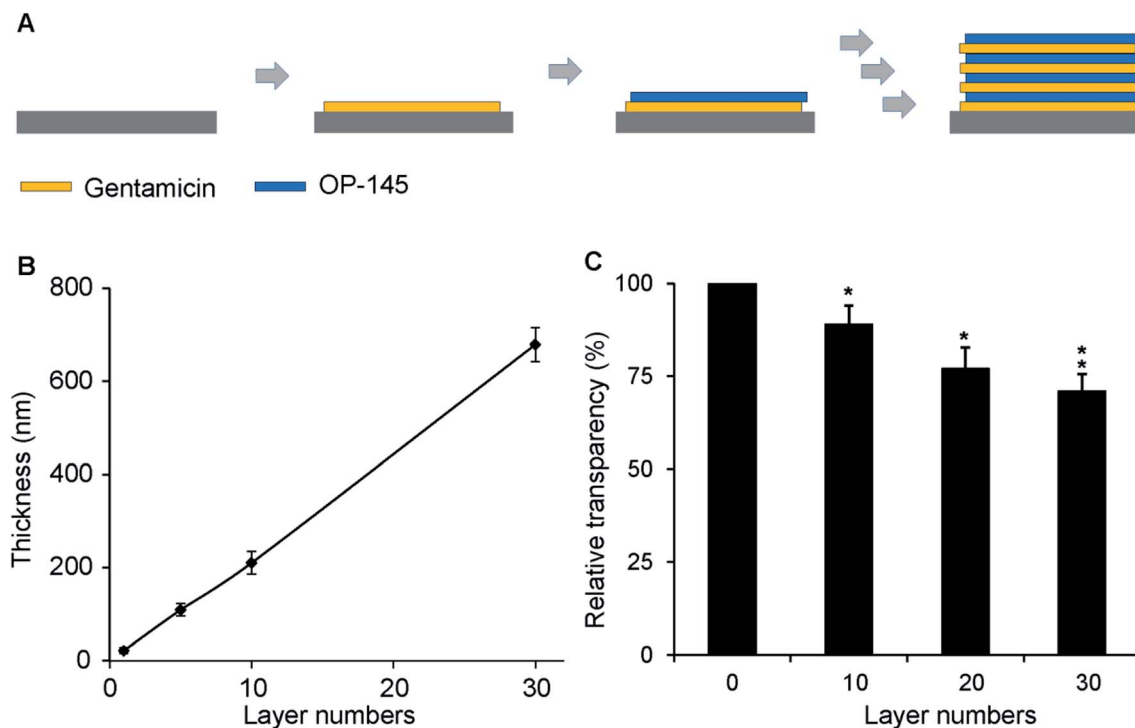 A
Gentamicin
OP-145
B
800
600
400
200
0
Thickness (nm)
0 10 20 30
Layer numbers
C
100
75
50
25
0
Relative transparency (%)
*
*
*
*
0 10 20 30
Layer numbers